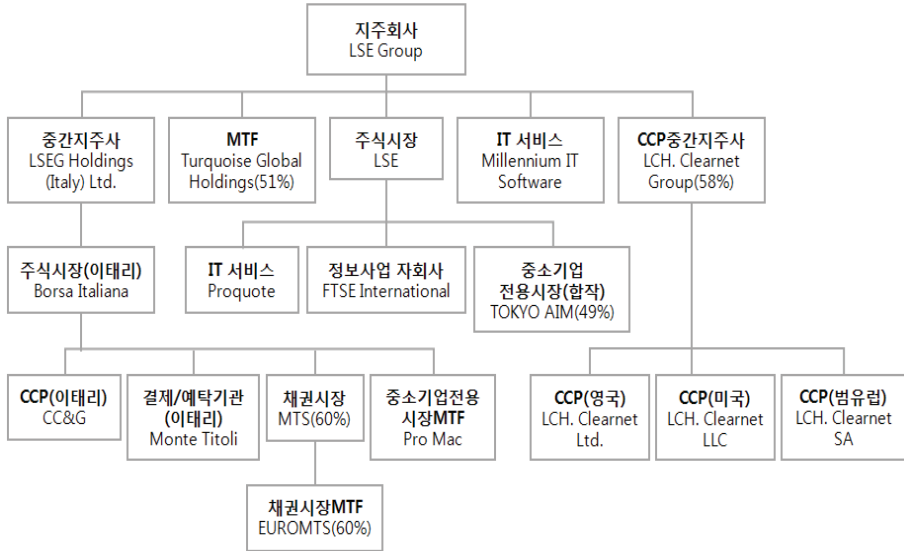 지주회사
LSE Group
중간지주사
LSEG Holdings
(Italy) Ltd.
MTF
Turquoise Global
Holdings(51%)
주식시장
LSE
IT 서비스
Millennium IT
Software
CCP중간지주사
LCH. Clearnet
Group(58%)
주식시장(이태리)
Borsa Italiana
IT 서비스
Proquote
정보사업 자회사
FTSE International
중소기업
전용시장(합작)
TOKYO AIM(49%)
CCP(이태리)
CC&G
결제/예탁기관
(이태리)
Monte Titoli
채권시장
MTS(60%)
중소기업전용
시장MTF
Pro Mac
CCP(영국)
LCH. Clearnet
Ltd.
CCP(미국)
LCH. Clearnet
LLC
CCP(범유럽)
LCH. Clearnet
SA
채권시장MTF
EUROMTS(60%)